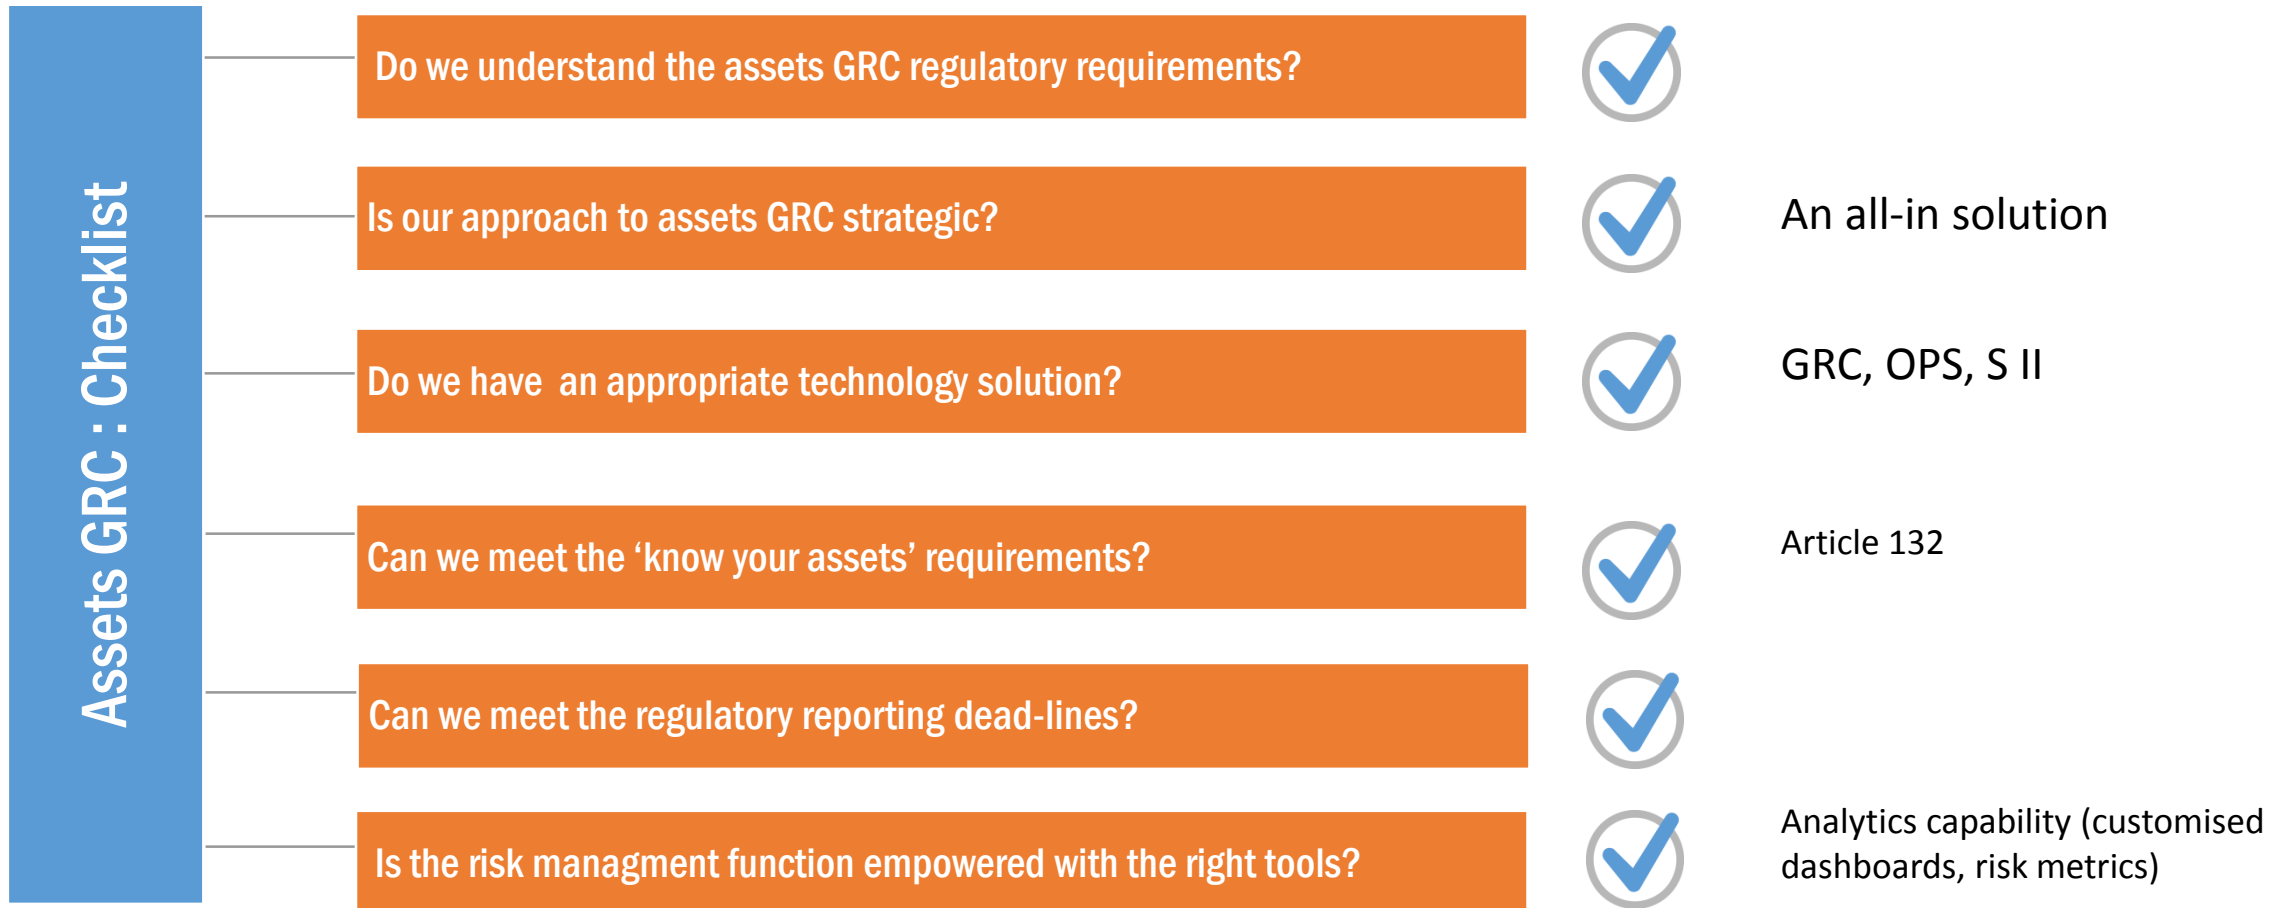 Assets GRC : Checklist
Do we understand the assets GRC regulatory requirements?
Is our approach to assets GRC strategic?
An all-in solution
Do we have  an appropriate technology solution?
GRC, OPS, S II
Can we meet the ‘know your assets’ requirements?
Article 132
Can we meet the regulatory reporting dead-lines?
Is the risk managment function empowered with the right tools?
Analytics capability (customised
dashboards, risk metrics)